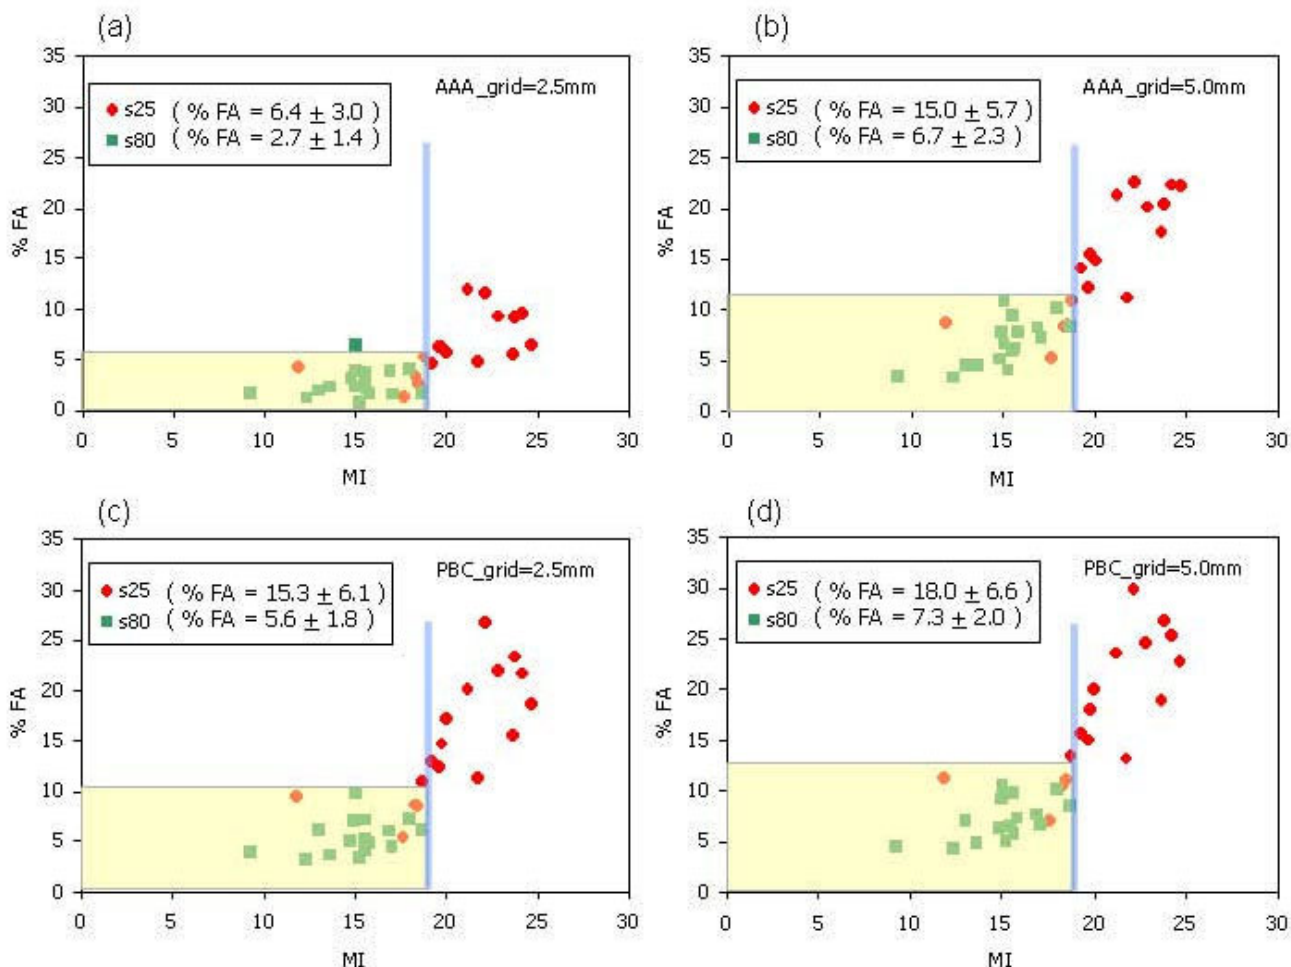 (a)
35
30
25
20
15
10
5
0
% FA
AAA_grid=2.5mm
s25 ( % FA = 6.4 ± 3.0 )
s80 ( % FA = 2.7 ± 1.4 )
0 5 10 15 20 25 30
MI
(b)
35
30
25
20
15
10
5
0
% FA
AAA_grid=5.0mm
s25 ( % FA = 15.0 ± 5.7 )
s80 ( % FA = 6.7 ± 2.3 )
0 5 10 15 20 25 30
MI
(c)
35
30
25
20
15
10
5
0
% FA
PBC_grid=2.5mm
s25 ( % FA = 15.3 ± 6.1 )
s80 ( % FA = 5.6 ± 1.8 )
0 5 10 15 20 25 30
MI
(d)
35
30
25
20
15
10
5
0
% FA
PBC_grid=5.0mm
s25 ( % FA = 18.0 ± 6.6 )
s80 ( % FA = 7.3 ± 2.0 )
0 5 10 15 20 25 30
MI